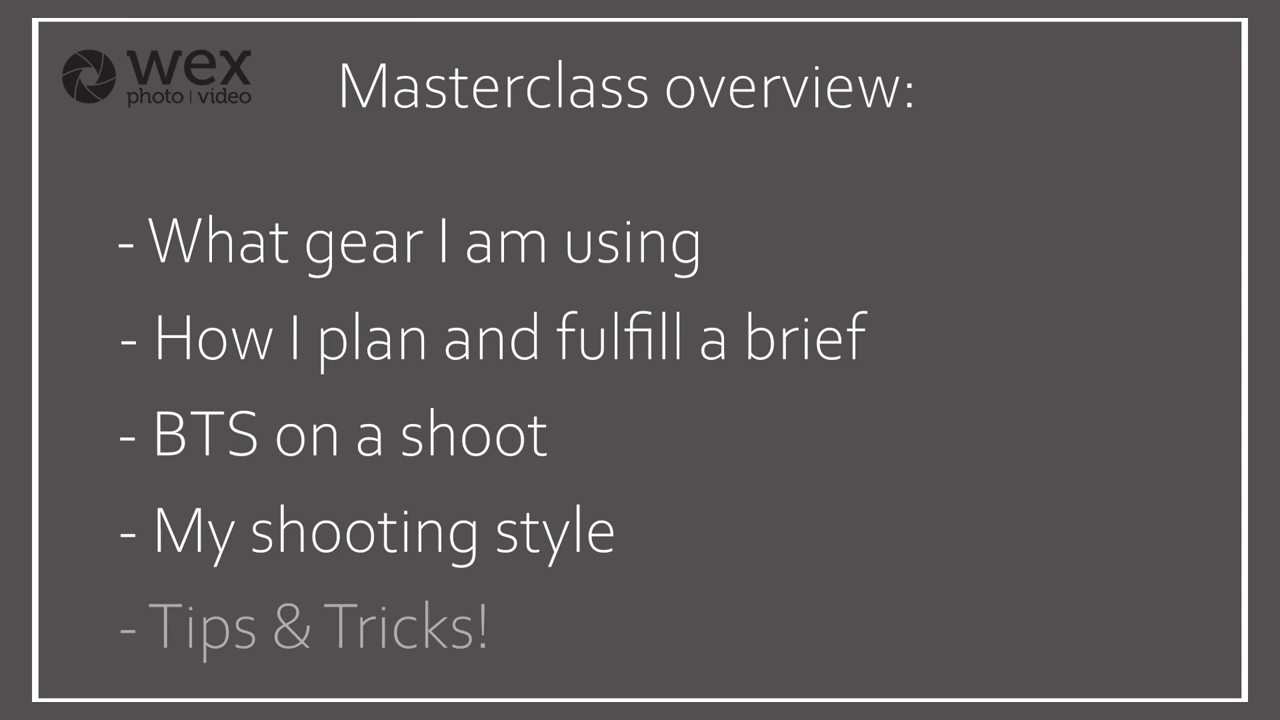 wex
photo | video
Masterclass overview:
- What gear I am using
- How I plan and fulfill a brief
- BTS on a shoot
- My shooting style
- Tips & Tricks!